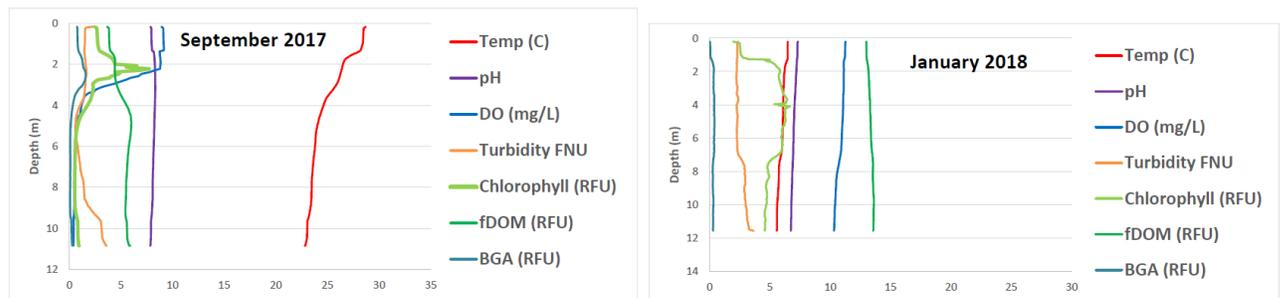 September 2017
0
2
4
6
8
10
12
Depth (m)
0 5 10 15 20 25 30 35
Temp (C)
pH
DO (mg/L)
Turbidity FNU
Chlorophyll (RFU)
fDOM (RFU)
BGA (RFU)
January 2018
0
2
4
6
8
10
12
14
Depth (m)
0 5 10 15 20 25 30
Temp (C)
pH
DO (mg/L)
Turbidity FNU
Chlorophyll (RFU)
fDOM (RFU)
BGA (RFU)